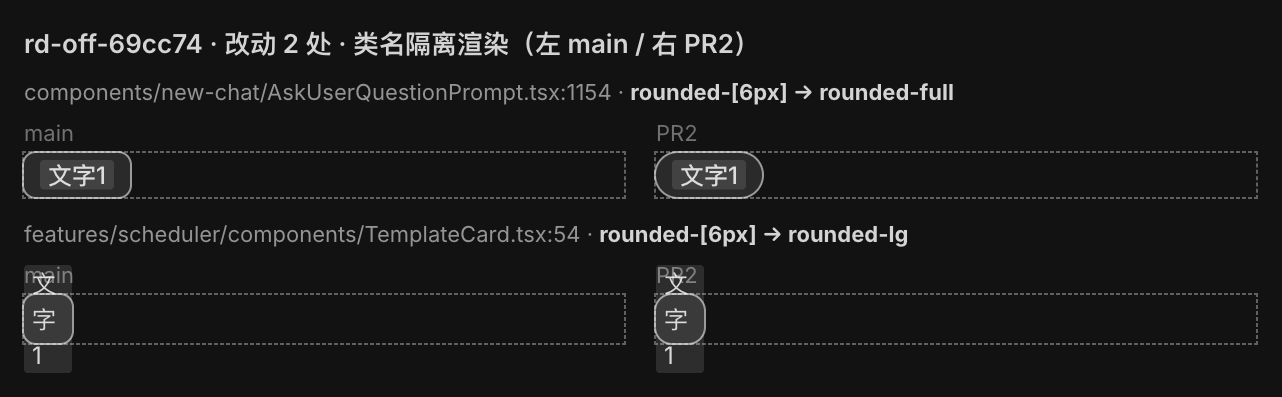 rd-off-69cc74 · 改动 2 处 · 类名隔离渲染（左 main / 右 PR2）
components/new-chat/AskUserQuestionPrompt.tsx:1154 · rounded-[6px] → rounded-full
main PR2
文字1 文字1
features/scheduler/components/TemplateCard.tsx:54 · rounded-[6px] → rounded-lg
main PR2
文 文
字 字
1 1